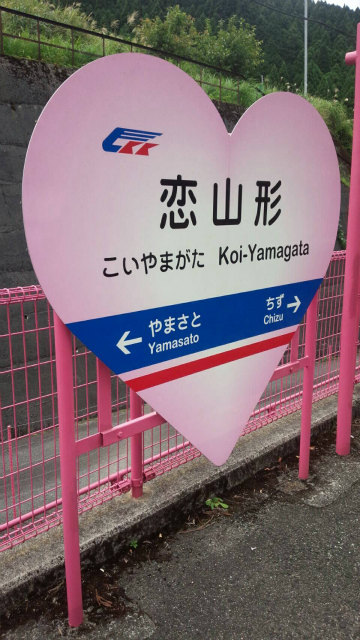 恋山形
こいやまがた Koi-Yamagata
← やまさと
Yamasato
ちず →
Chizu